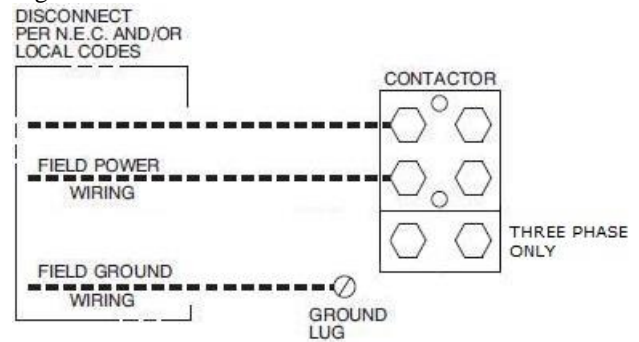 DISCONNECT
PER N.E.C. AND/OR
LOCAL CODES
CONTACTOR
FIELD POWER
WIRING
THREE PHASE
ONLY
FIELD GROUND
WIRING
GROUND
LUG